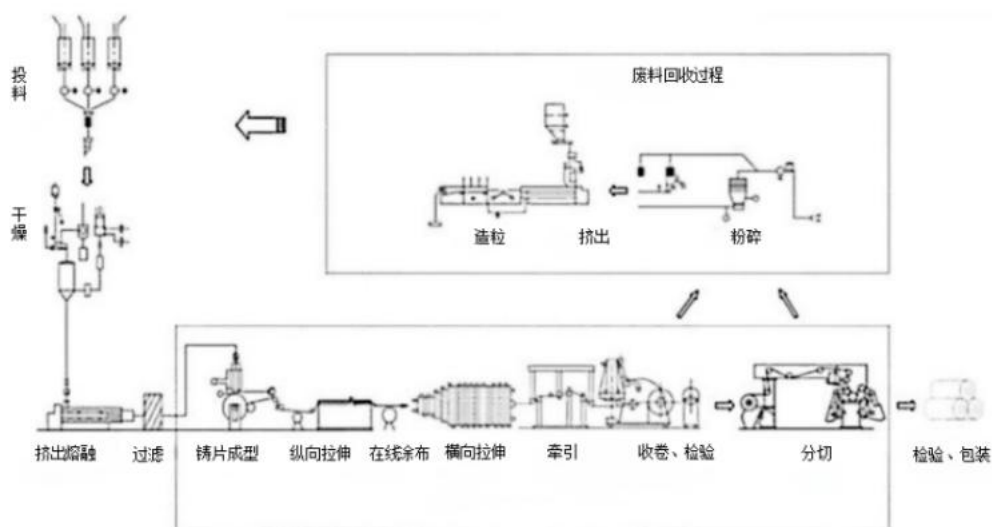 投料
废料回收过程
干燥
造粒
挤出
粉碎
挤出熔融
过滤
铸片成型
纵向拉伸
在线涂布
横向拉伸
牵引
收卷、检验
分切
检验、包装